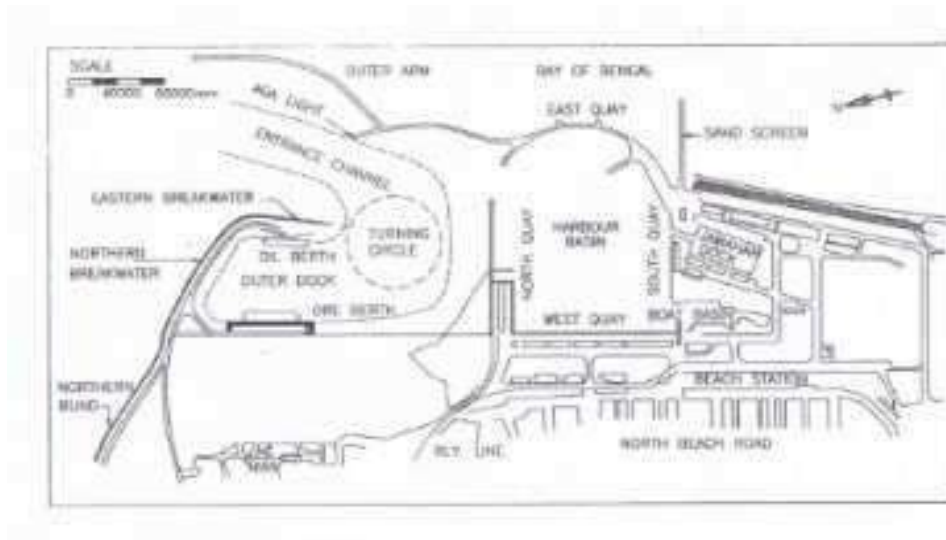 SCALE
OUTER ARM
BAY OF BENGAL
AGA LIGHT
EAST QUAY
N
SAND SCREEN
ENTRANCE CHANNEL
EASTERN BREAKWATER
TURNING
CIRCLE
NORTH QUAY
HARBOUR
BASIN
SOUTH QUAY
OIL BERTH
BREAKWATER
OUTER DOCK
ORE BERTH
WEST QUAY
BOAT BASIN
NORTHERN
BUND
BEACH STATION
RLY. LINE
NORTH BEACH ROAD